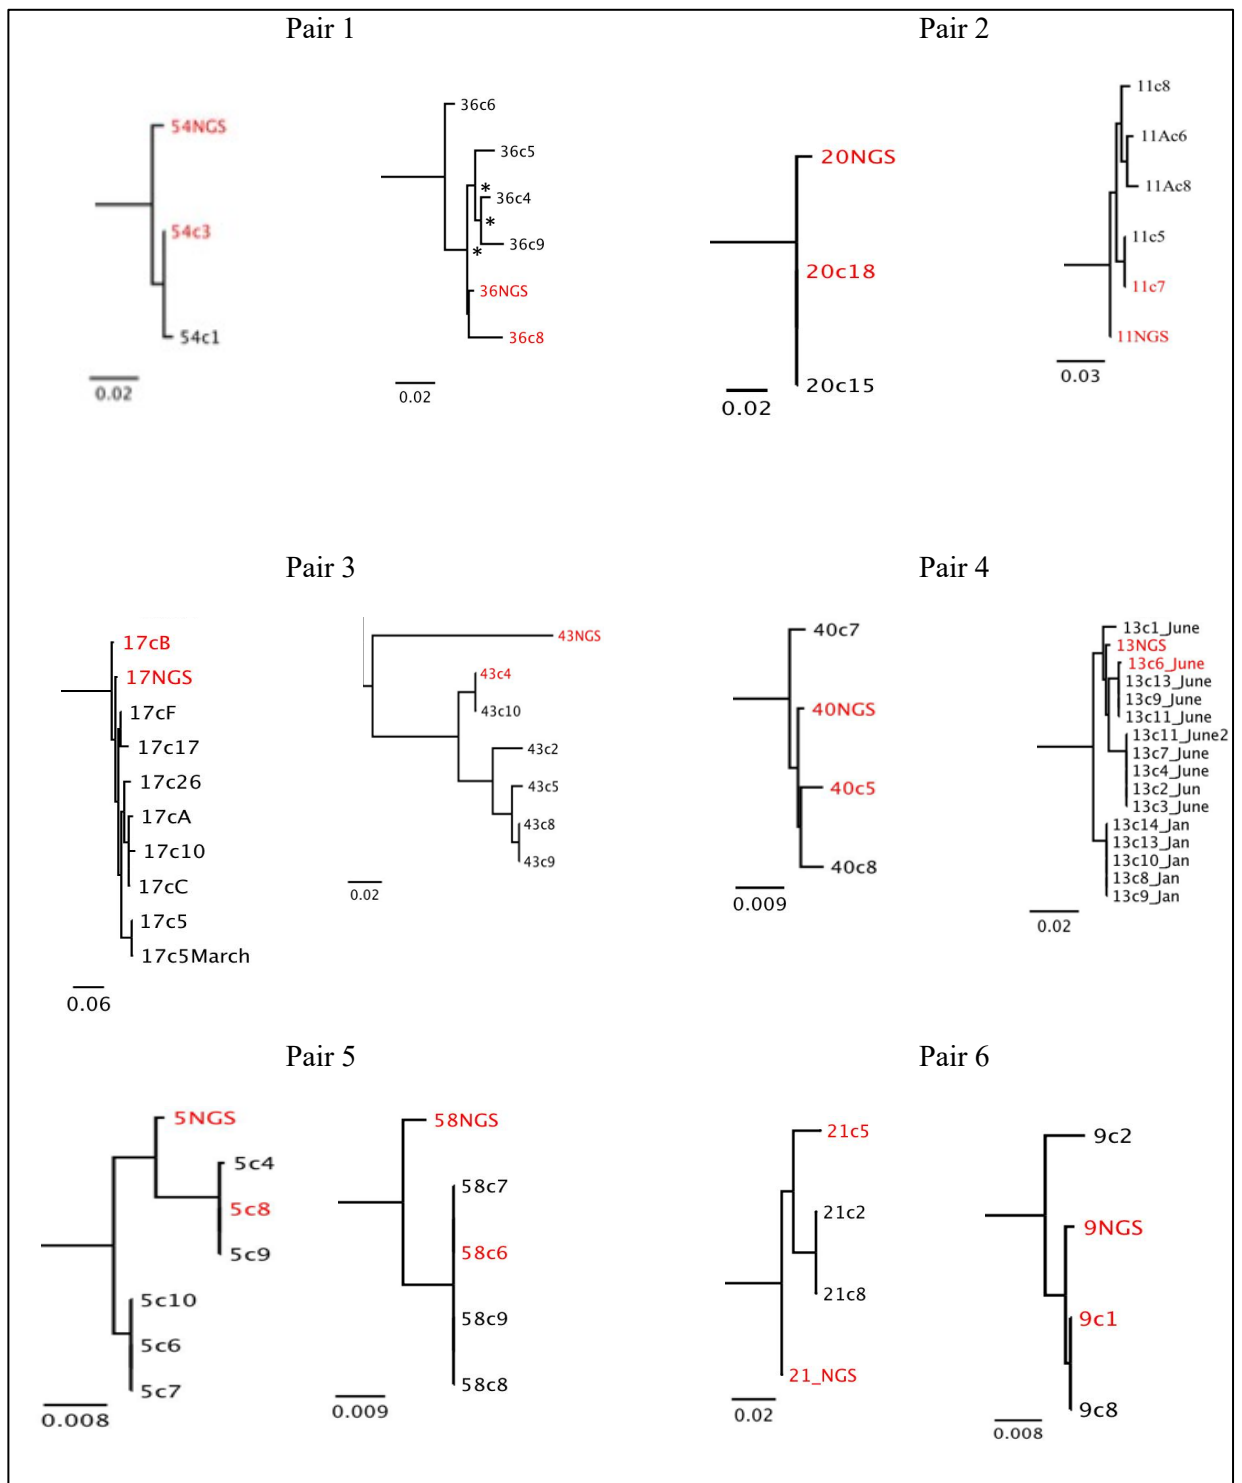 Pair 1
54NGS
54c3
54c1
0.02
36c6
36c5
*
36c4
*
36c9
*
36NGS
36c8
0.02
Pair 2
20NGS
20c18
20c15
0.02
11c8
11Ac6
11Ac8
11c5
11c7
11NGS
0.03
Pair 3
17cB
17NGS
17cF
17c17
17c26
17cA
17c10
17cC
17c5
17c5March
0.06
43NGS
43c4
43c10
43c2
43c5
43c8
43c9
0.02
Pair 4
40c7
40NGS
40c5
40c8
0.009
13c1_June
13NGS
13c6_June
13c13_June
13c9_June
13c11_June
13c11_June2
13c7_June
13c4_June
13c2_Jun
13c3_June
13c14_Jan
13c13_Jan
13c10_Jan
13c8_Jan
13c9_Jan
0.02
Pair 5
5NGS
5c4
5c8
5c9
5c10
5c6
5c7
0.008
58NGS
58c7
58c6
58c9
58c8
0.009
Pair 6
21c5
21c2
21c8
21_NGS
0.02
9c2
9NGS
9c1
9c8
0.008